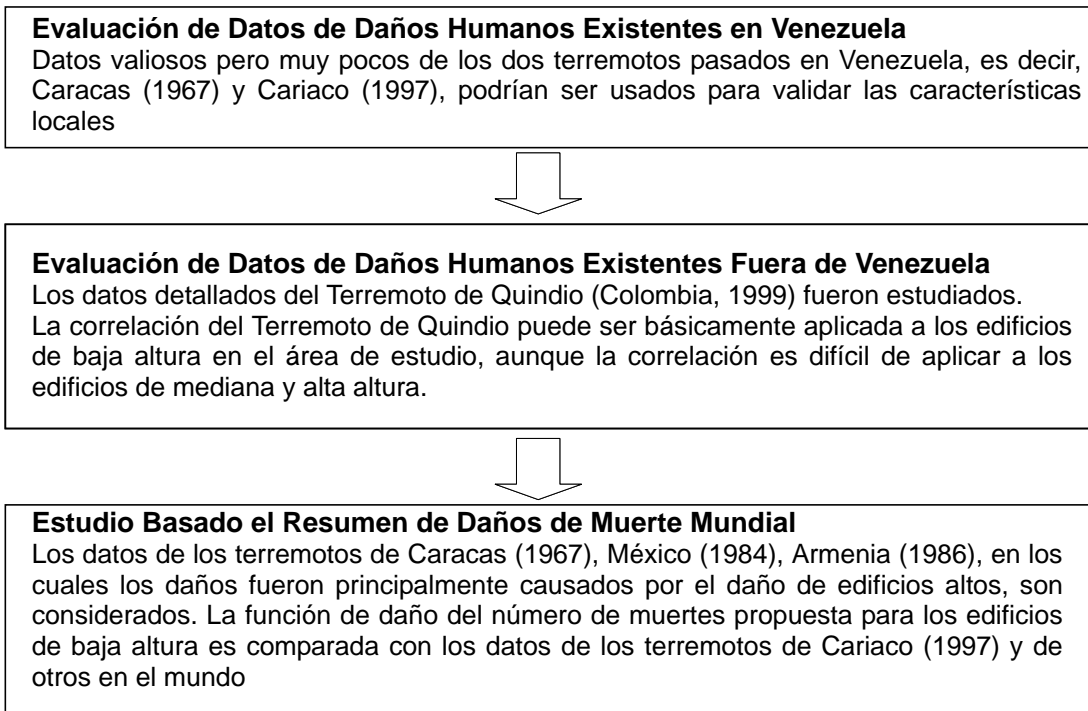 Evaluación de Datos de Daños Humanos Existentes en Venezuela
Datos valiosos pero muy pocos de los dos terremotos pasados en Venezuela, es decir,
Caracas (1967) y Cariaco (1997), podrían ser usados para validar las características
locales
Evaluación de Datos de Daños Humanos Existentes Fuera de Venezuela
Los datos detallados del Terremoto de Quindio (Colombia, 1999) fueron estudiados.
La correlación del Terremoto de Quindio puede ser básicamente aplicada a los edificios
de baja altura en el área de estudio, aunque la correlación es difícil de aplicar a los
edificios de mediana y alta altura.
Estudio Basado el Resumen de Daños de Muerte Mundial
Los datos de los terremotos de Caracas (1967), México (1984), Armenia (1986), en los
cuales los daños fueron principalmente causados por el daño de edificios altos, son
considerados. La función de daño del número de muertes propuesta para los edificios
de baja altura es comparada con los datos de los terremotos de Cariaco (1997) y de
otros en el mundo